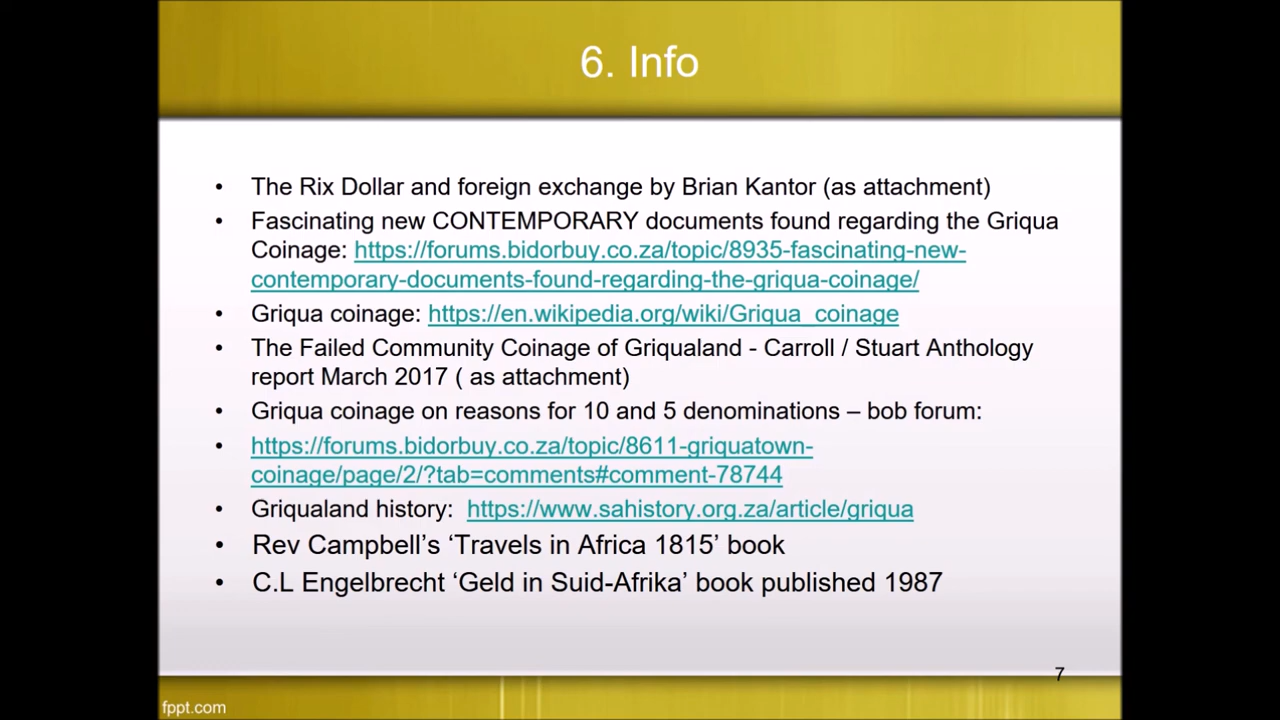 6. Info
• The Rix Dollar and foreign exchange by Brian Kantor (as attachment)
• Fascinating new CONTEMPORARY documents found regarding the Griqua
Coinage: https://forums.bidorbuy.co.za/topic/8935-fascinating-new-
contemporary-documents-found-regarding-the-griqua-coinage/
• Griqua coinage: https://en.wikipedia.org/wiki/Griqua_coinage
• The Failed Community Coinage of Griqualand - Carroll / Stuart Anthology
report March 2017 ( as attachment)
• Griqua coinage on reasons for 10 and 5 denominations – bob forum:
• https://forums.bidorbuy.co.za/topic/8611-griquatown-
coinage/page/2/?tab=comments#comment-78744
• Griqualand history:  https://www.sahistory.org.za/article/griqua
• Rev Campbell’s ‘Travels in Africa 1815’ book
• C.L Engelbrecht ‘Geld in Suid-Afrika’ book published 1987
7
fppt.com